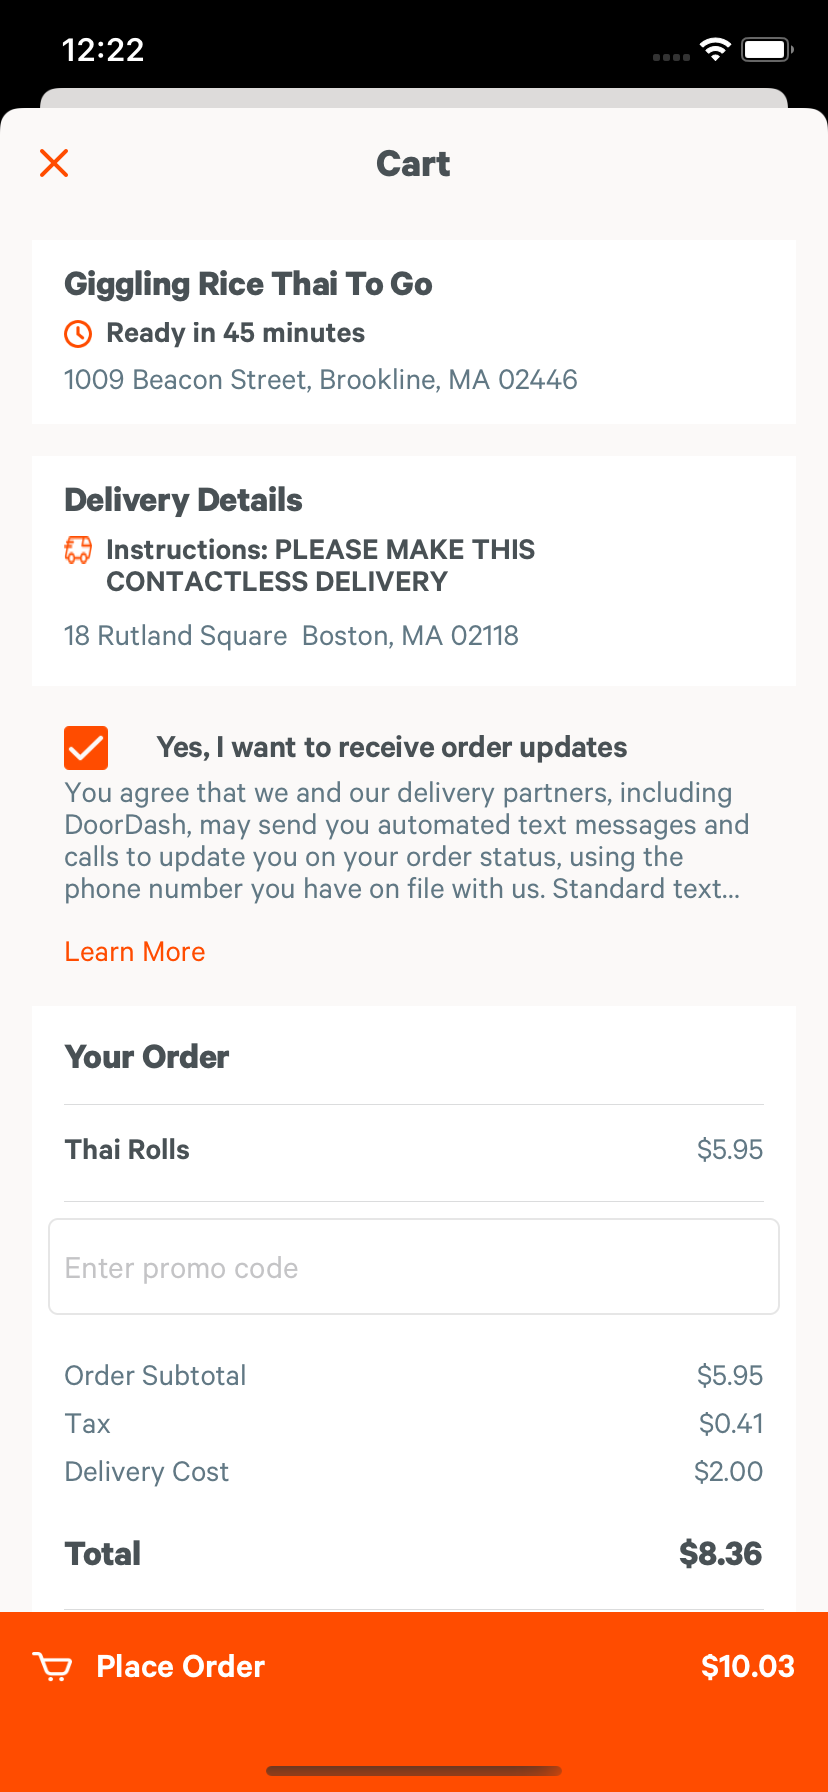 12:22
Cart
Giggling Rice Thai To Go
Ready in 45 minutes
1009 Beacon Street, Brookline, MA 02446
Delivery Details
Instructions: PLEASE MAKE THIS
CONTACTLESS DELIVERY
18 Rutland Square  Boston, MA 02118
Yes, I want to receive order updates
You agree that we and our delivery partners, including
DoorDash, may send you automated text messages and
calls to update you on your order status, using the
phone number you have on file with us. Standard text...
Learn More
Your Order
Thai Rolls $5.95
Enter promo code
Order Subtotal $5.95
Tax $0.41
Delivery Cost $2.00
Total $8.36
Place Order $10.03